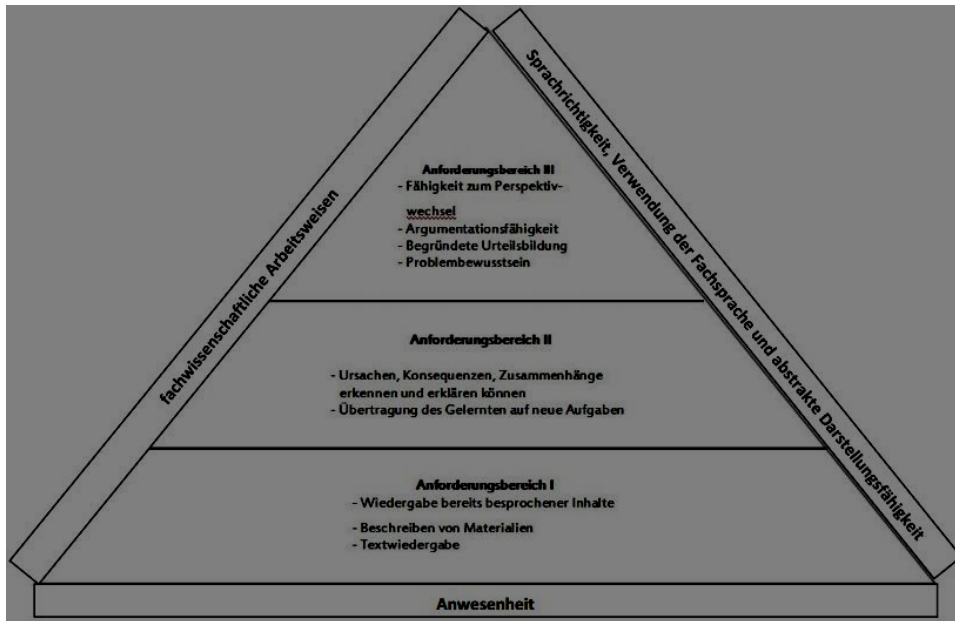 fachwissenschaftliche Arbeitsweisen
Sprachrichtigkeit, Verwendung der Fachsprache und abstrakte Darstellungsfähigkeit
Anforderungsbereich III
- Fähigkeit zum Perspektiv-
wechsel
- Argumentationsfähigkeit
- Begründete Urteilsbildung
- Problembewusstsein
Anforderungsbereich II
- Ursachen, Konsequenzen, Zusammenhänge
erkennen und erklären können
- Übertragung des Gelernten auf neue Aufgaben
Anforderungsbereich I
- Wiedergabe bereits besprochener Inhalte
- Beschreiben von Materialien
- Textwiedergabe
Anwesenheit